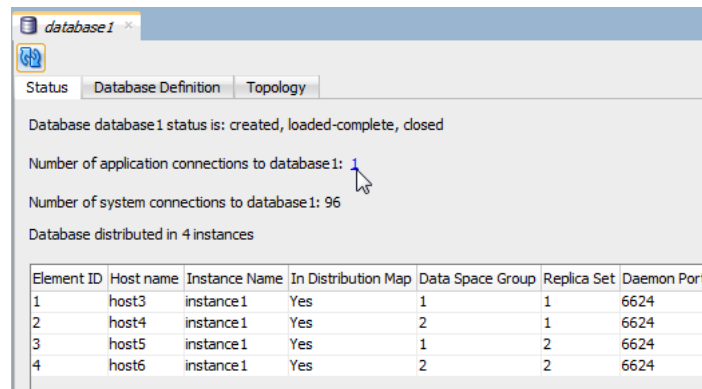 database1
Status Database Definition Topology
Database database1 status is: created, loaded-complete, closed
Number of application connections to database1: 1
Number of system connections to database1: 96
Database distributed in 4 instances
Element ID Host name Instance Name In Distribution Map Data Space Group Replica Set Daemon Port
1 host3 instance1 Yes 1 1 6624
2 host4 instance1 Yes 2 1 6624
3 host5 instance1 Yes 1 2 6624
4 host6 instance1 Yes 2 2 6624